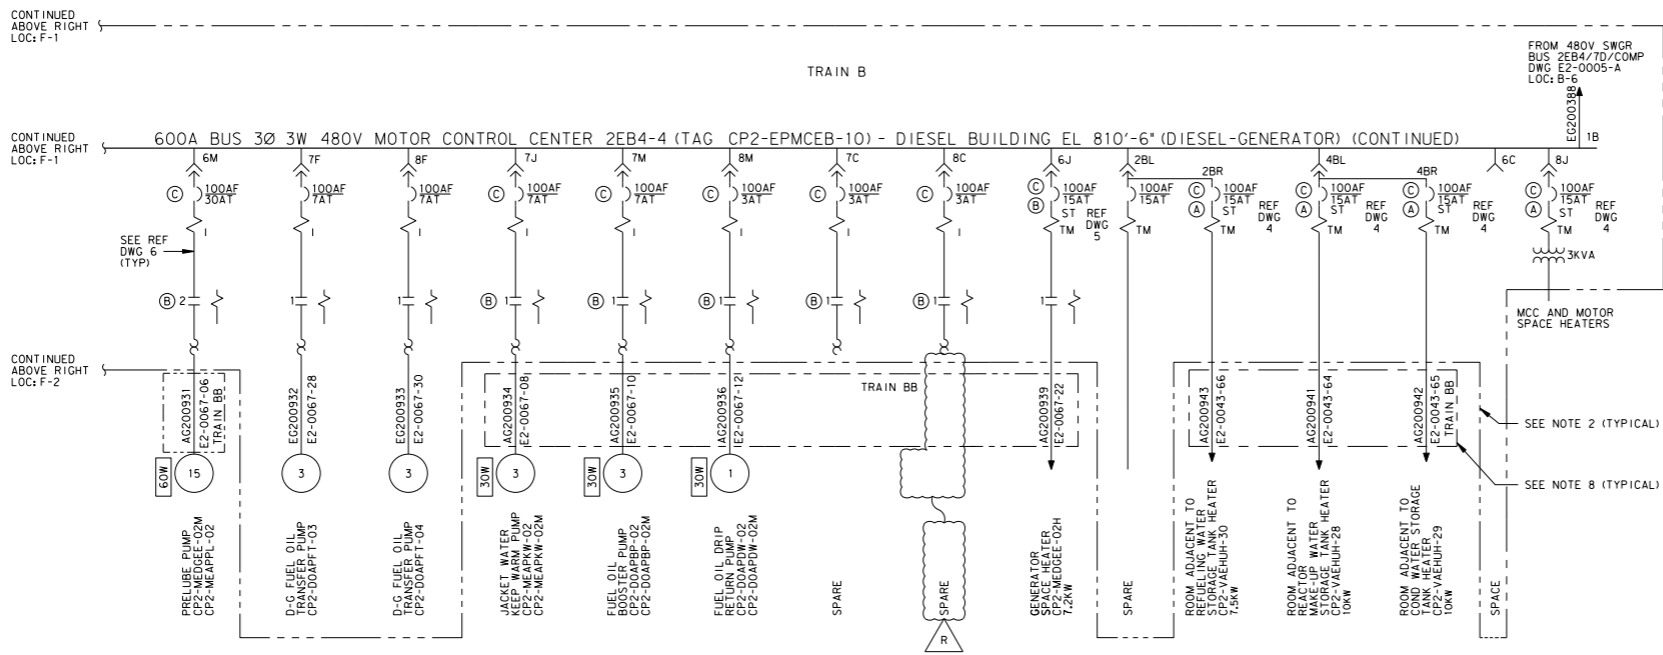 CONTINUED
ABOVE RIGHT
LOC: F-1
TRAIN B
FROM 480V SWGR
BUS 2EB4/7D/COMP
DWG E2-0005-A
LOC: B-6
EG200388
1B
CONTINUED
ABOVE RIGHT
LOC: F-1
600A BUS 3Ø 3W 480V MOTOR CONTROL CENTER 2EB4-4 (TAG CP2-EPMCEB-10) - DIESEL BUILDING EL 810'-6" (DIESEL-GENERATOR) (CONTINUED)
6M
7F
8F
7J
7M
8M
7C
8C
6J
2BL
2BR
4BL
4BR
6C
8J
C
100AF
30AT
I
100AF
7AT
I
100AF
7AT
I
C
100AF
7AT
I
C
100AF
7AT
I
C
100AF
3AT
I
C
100AF
3AT
I
C
100AF
3AT
I
C
B
100AF
15AT
ST
TM
REF
DWG
5
100AF
15AT
TM
C
A
100AF
15AT
ST
TM
REF
DWG
4
C
A
100AF
15AT
ST
TM
REF
DWG
4
C
A
100AF
15AT
ST
TM
REF
DWG
4
C
A
100AF
15AT
ST
TM
REF
DWG
4
3KVA
MCC AND MOTOR
SPACE HEATERS
SEE REF
DWG 6
(TYP)
B 2
1
1
B 1
B 1
B 1
B 1
B 1
1
CONTINUED
ABOVE RIGHT
LOC: F-2
AG200931
E2-0067-06
TRAIN BB
EG200932
E2-0067-28
EG200933
E2-0067-30
AG200934
E2-0067-08
AG200935
E2-0067-10
AG200936
E2-0067-12
TRAIN BB
AG200939
E2-0067-22
AG200943
E2-0043-66
AG200941
E2-0043-64
AG200942
E2-0043-65
TRAIN BB
SEE NOTE 2 (TYPICAL)
SEE NOTE 8 (TYPICAL)
60W
15
3
3
30W
3
30W
3
30W
1
PRELUBE PUMP
CP2-MEDGEE-02M
CP2-MEAPPL-02
D-G FUEL OIL
TRANSFER PUMP
CP2-DOAPFT-03
D-G FUEL OIL
TRANSFER PUMP
CP2-DOAPFT-04
JACKET WATER
KEEP WARM PUMP
CP2-MEAPKW-02
CP2-MEAPKW-02M
FUEL OIL
BOOSTER PUMP
CP2-DOAPBP-02
CP2-DOAPBP-02M
FUEL OIL DRIP
RETURN PUMP
CP2-DOAPDW-02
CP2-DOAPDW-02M
SPARE
SPARE
R
GENERATOR
SPACE HEATER
CP2-MEDGEE-02H
7.2KW
SPARE
ROOM ADJACENT TO
REFUELING WATER
STORAGE TANK HEATER
CP2-VAEHUH-30
7.5KW
ROOM ADJACENT TO
REACTOR
MAKE-UP WATER
STORAGE TANK HEATER
CP2-VAEHUH-28
10KW
ROOM ADJACENT TO
COND WATER STORAGE
TANK HEATER
CP2-VAEHUH-29
10KW
SPACE